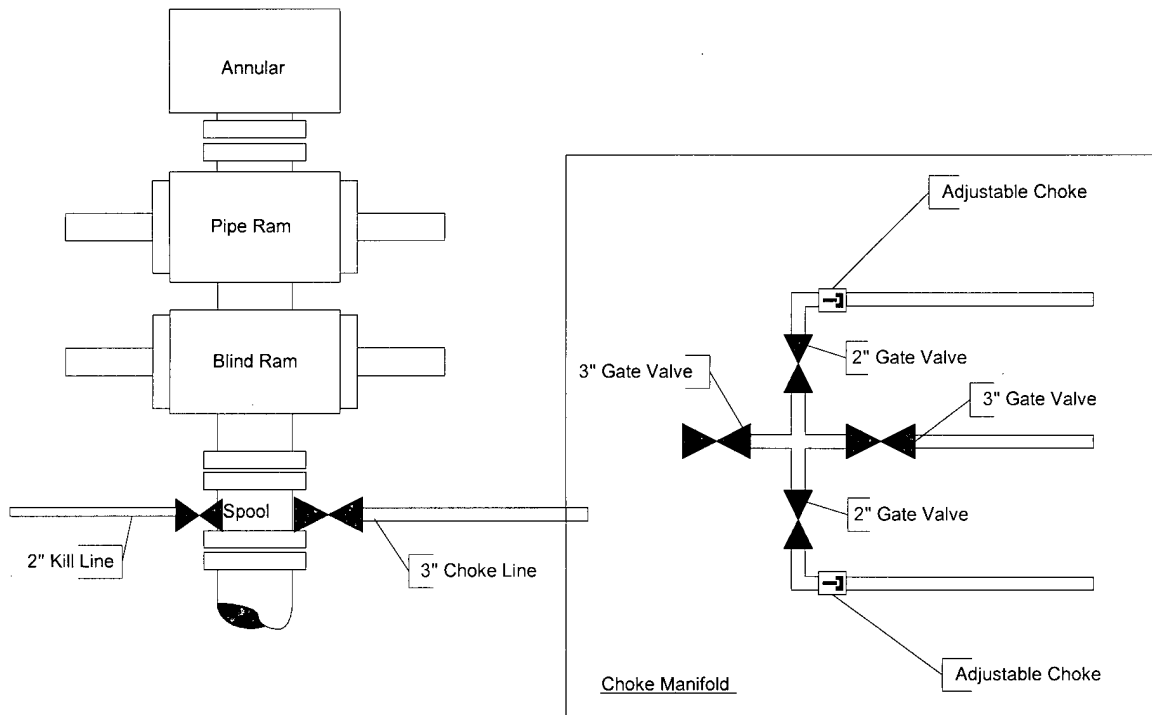 Annular
Pipe Ram
Blind Ram
Spool
2" Kill Line
3" Choke Line
Adjustable Choke
2" Gate Valve
3" Gate Valve
3" Gate Valve
2" Gate Valve
Adjustable Choke
Choke Manifold